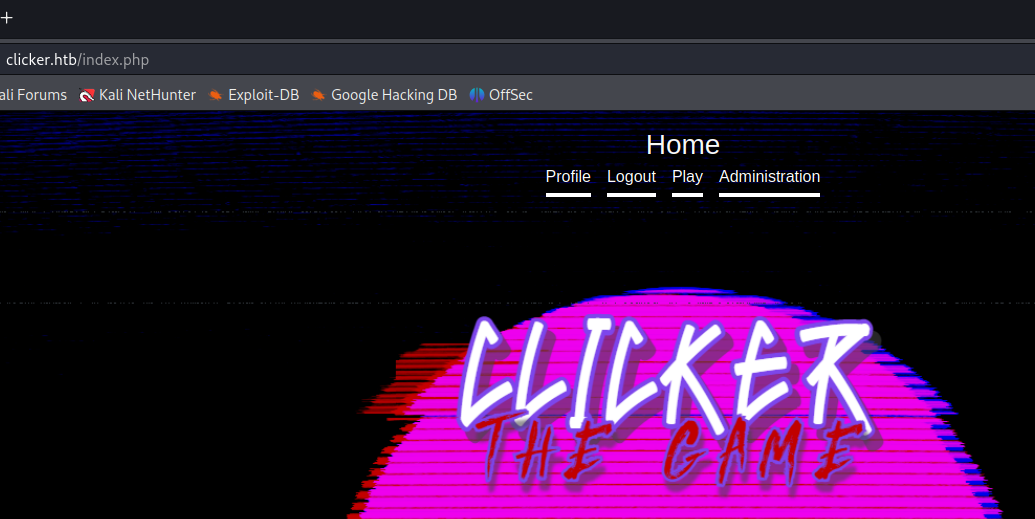 clicker.htb/index.php
ali Forums Kali NetHunter Exploit-DB Google Hacking DB OffSec
Home
Profile Logout Play Administration
CLICKER
THE GAME